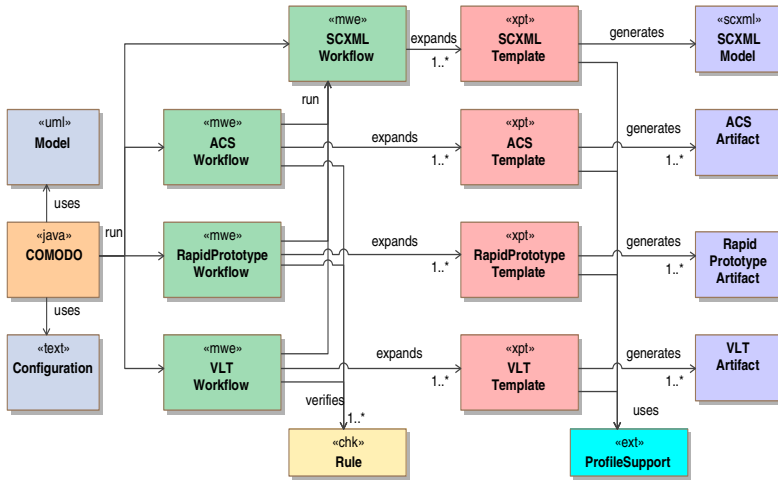 «mwe»
SCXML
Workflow
expands
1..*
«xpt»
SCXML
Template
generates
«scxml»
SCXML
Model
run
«uml»
Model
«mwe»
ACS
Workflow
expands
1..*
«xpt»
ACS
Template
generates
1..*
ACS
Artifact
uses
«java»
COMODO
run
«mwe»
RapidPrototype
Workflow
expands
1..*
«xpt»
RapidPrototype
Template
generates
1..*
Rapid
Prototype
Artifact
uses
«text»
Configuration
«mwe»
VLT
Workflow
expands
1..*
«xpt»
VLT
Template
generates
1..*
VLT
Artifact
verifies
1..*
uses
«chk»
Rule
«ext»
ProfileSupport